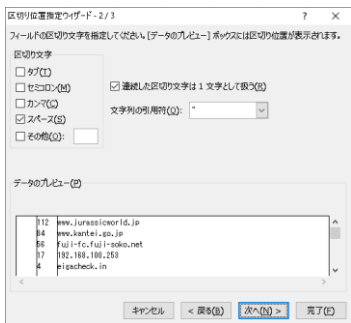 区切り位置指定ウィザード - 2 / 3
フィールドの区切り文字を指定してください。[データのプレビュー] ボックスには区切り位置が表示されます。
区切り文字
タブ(T)
セミコロン(M)
カンマ(C)
スペース(S)
その他(O):
連続した区切り文字は 1 文字として扱う(R)
文字列の引用符(Q): "
データのプレビュー(P)
112 www.jurassicworld.jp
84 www.kantei.go.jp
56 fuji-fc.fuji-soko.net
17 192.168.100.253
4 eigacheck.in
キャンセル < 戻る(B) 次へ(N) > 完了(F)